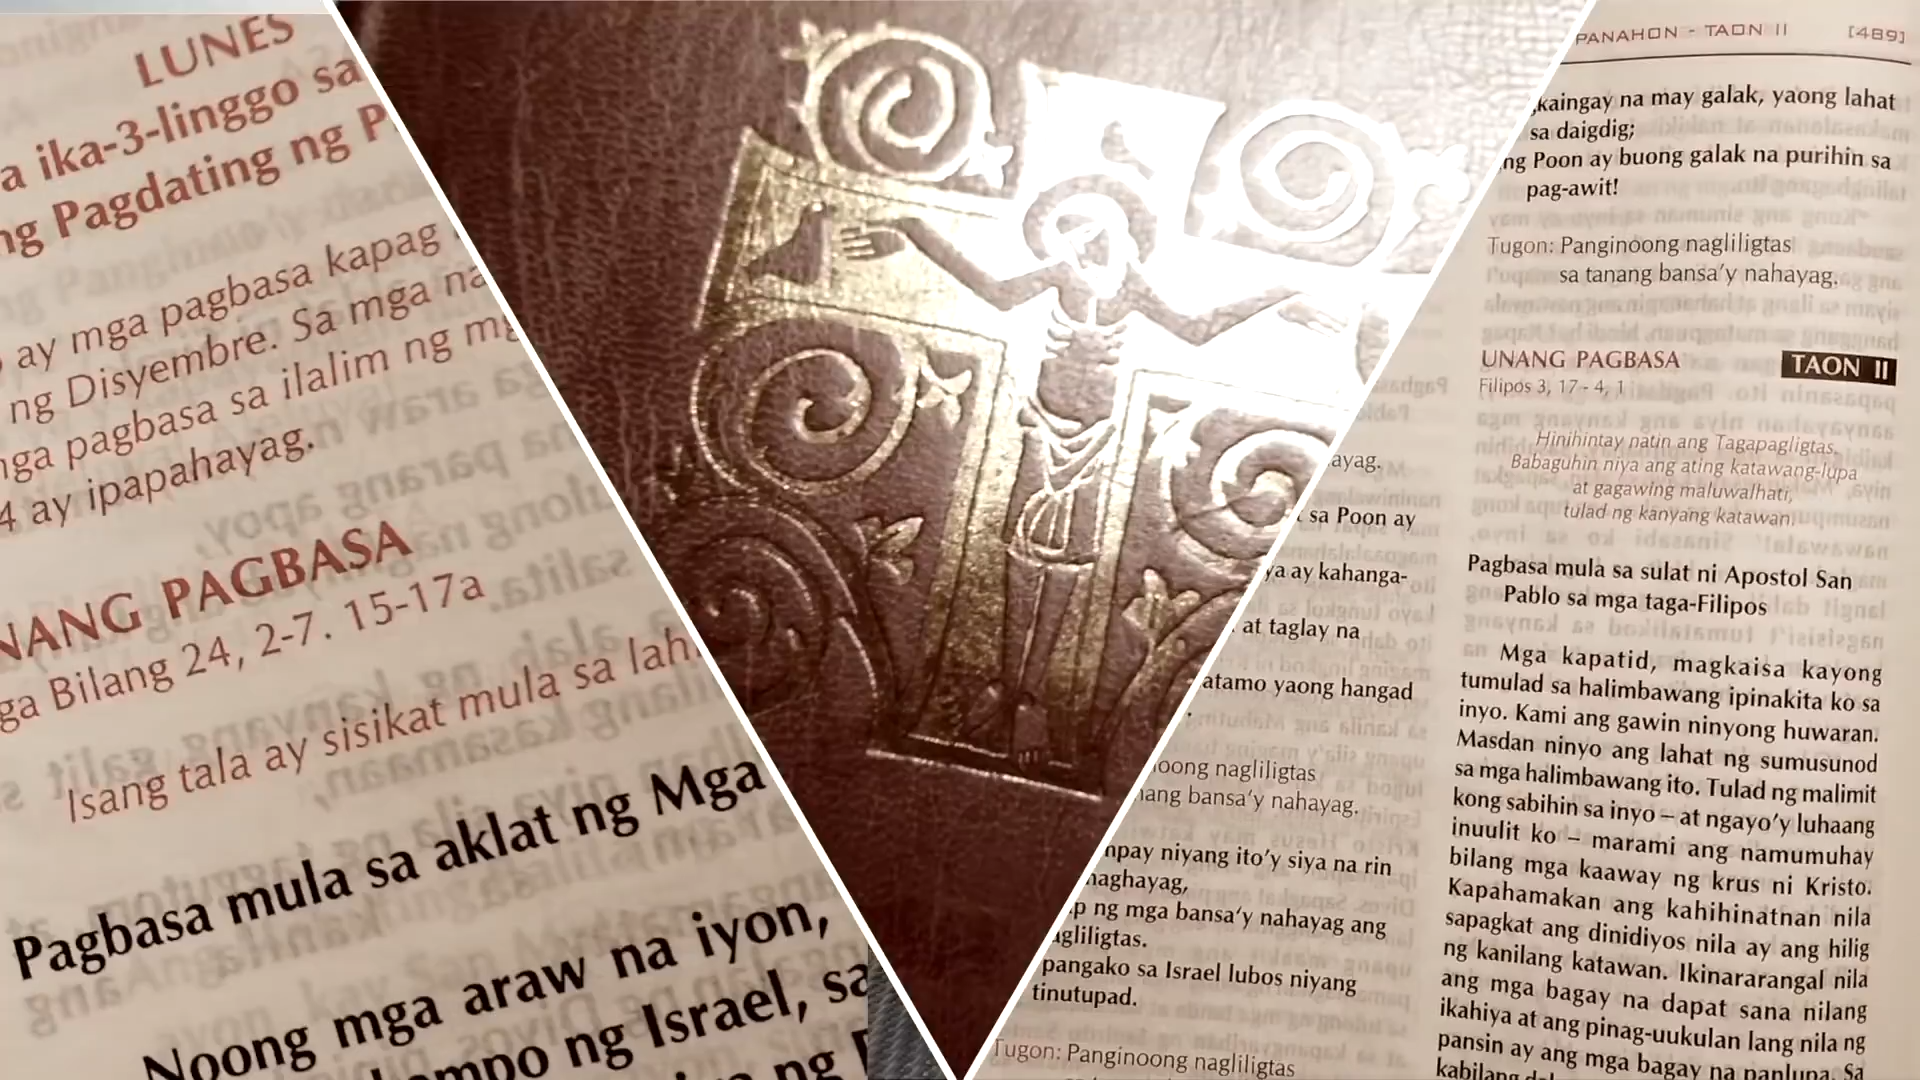 LUNES
a ika-3-linggo sa
ng Pagdating ng P
ay mga pagbasa kapag
ng Disyembre. Sa mga na
nga pagbasa sa ilalim ng mg
4 ay ipapahayag.
NANG PAGBASA
ga Bilang 24, 2-7. 15-17a
Isang tala ay sisikat mula sa lah
Pagbasa mula sa aklat ng Mga
Noong mga araw na iyon,
ng Israel, sa
ng
ayag.
sa Poon ay
ya ay kahanga-
at taglay na
atamo yaong hangad
oong nagliligtas
nang bansa'y nahayag.
mpay niyang ito'y siya na rin
naghayag,
p ng mga bansa'y nahayag ang
agliligtas.
pangako sa Israel lubos niyang
tinutupad.
Tugon: Panginoong nagliligtas
PANAHON - TAON II [489]
kaingay na may galak, yaong lahat
sa daigdig;
ng Poon ay buong galak na purihin sa
pag-awit!
Tugon: Panginoong nagliligtas
sa tanang bansa'y nahayag.
UNANG PAGBASA TAON II
Filipos 3, 17 - 4, 1
Hinihintay natin ang Tagapagligtas.
Babaguhin niya ang ating katawang-lupa
at gagawing maluwalhati,
tulad ng kanyang katawan.
Pagbasa mula sa sulat ni Apostol San
Pablo sa mga taga-Filipos
Mga kapatid, magkaisa kayong
tumulad sa halimbawang ipinakita ko sa
inyo. Kami ang gawin ninyong huwaran.
Masdan ninyo ang lahat ng sumusunod
sa mga halimbawang ito. Tulad ng malimit
kong sabihin sa inyo – at ngayo'y luhaang
inuulit ko – marami ang namumuhay
bilang mga kaaway ng krus ni Kristo.
Kapahamakan ang kahihinatnan nila
sapagkat ang dinidiyos nila ay ang hilig
ng kanilang katawan. Ikinararangal nila
ang mga bagay na dapat sana nilang
ikahiya at ang pinag-uukulan lang nila ng
pansin ay ang mga bagay na panlupa. Sa